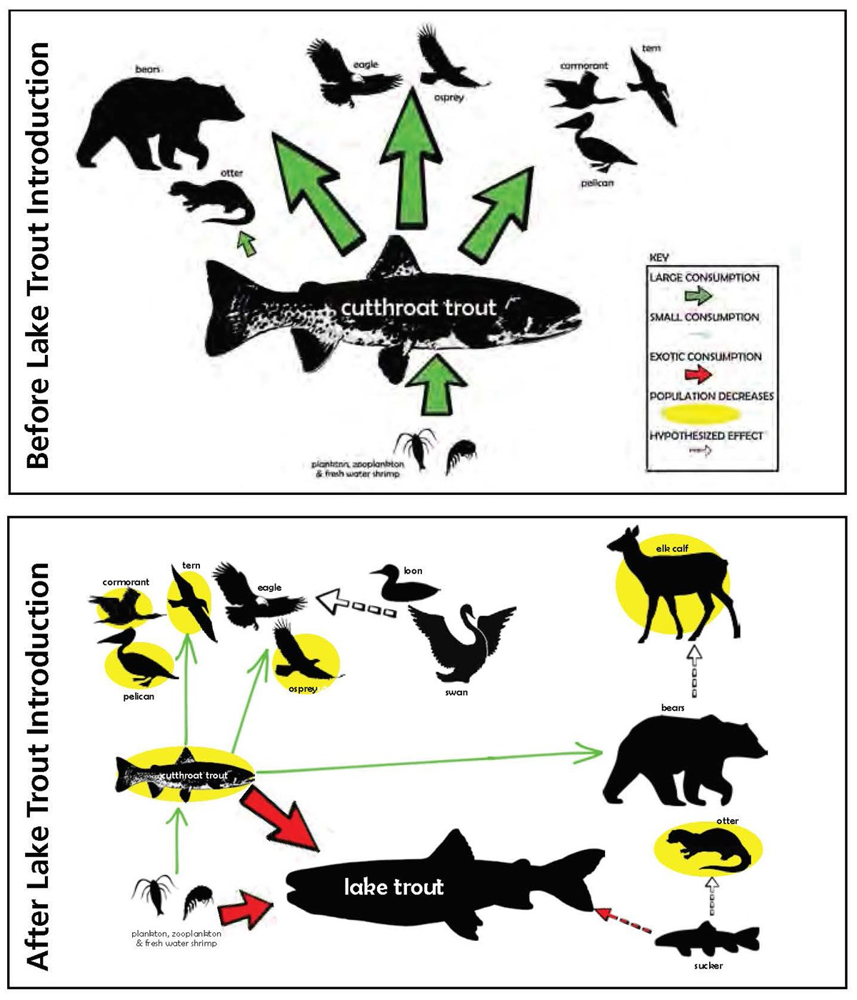 Before Lake Trout Introduction
bears
eagle
osprey
cormorant
tern
otter
pelican
cutthroat trout
plankton, zooplankton
& fresh water shrimp
KEY
LARGE CONSUMPTION
SMALL CONSUMPTION
EXOTIC CONSUMPTION
POPULATION DECREASES
HYPOTHESIZED EFFECT
After Lake Trout Introduction
cormorant
tern
eagle
loon
elk calf
pelican
osprey
swan
bears
cutthroat trout
otter
lake trout
plankton, zooplankton
& fresh water shrimp
sucker